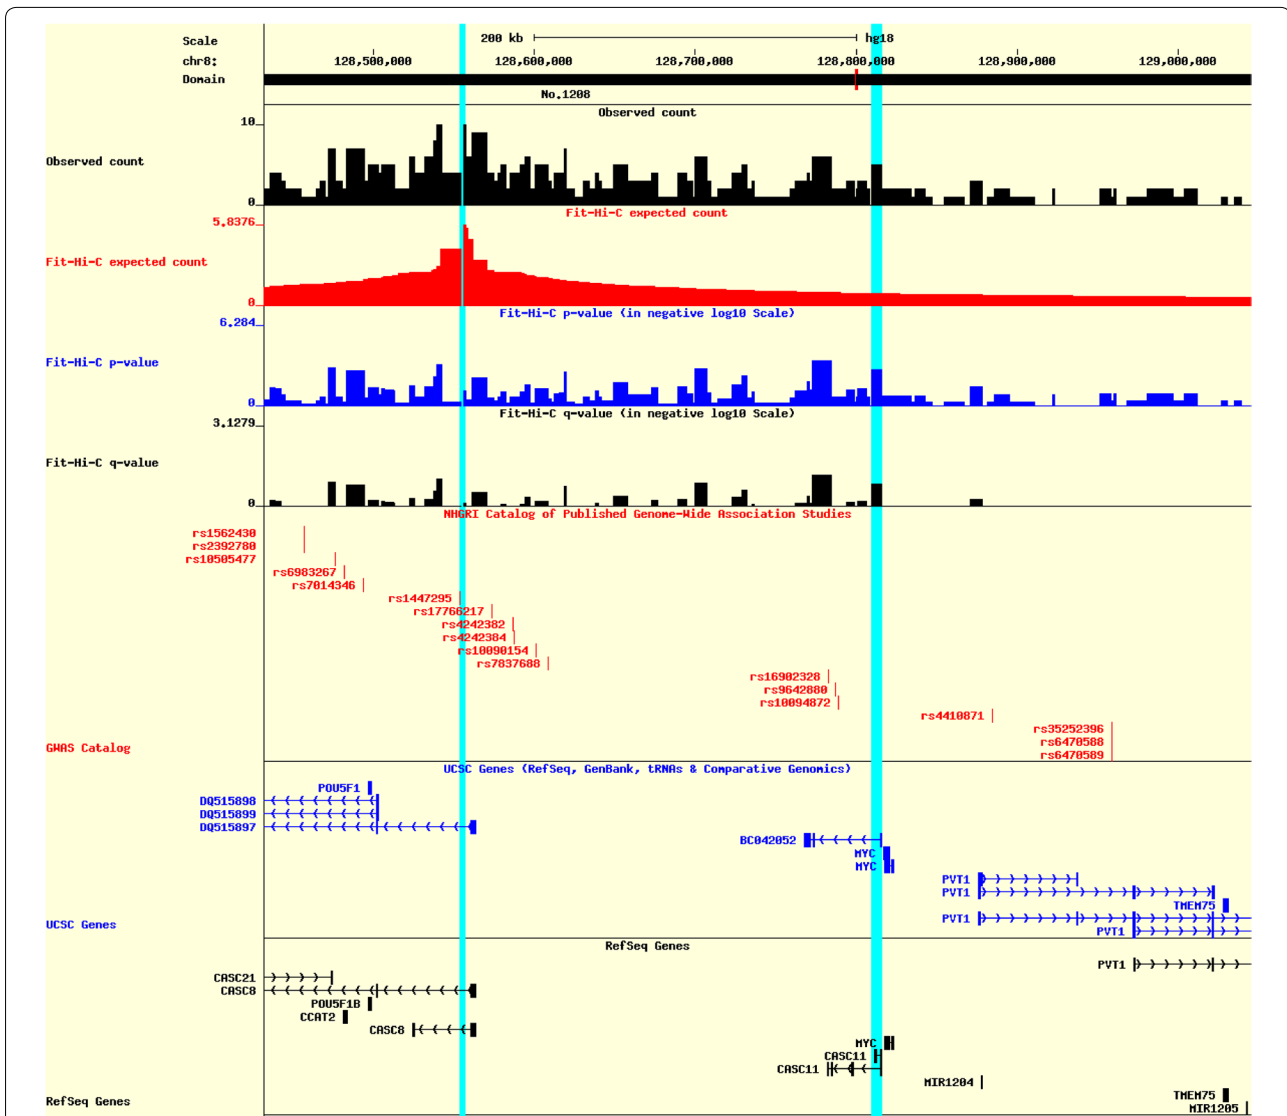 Scale 200 kb hg18
chr8: 128,500,000 128,600,000 128,700,000 128,800,000 128,900,000 129,000,000
Domain
No.1208
Observed count
10
Observed count
0
Fit-Hi-C expected count
5.8376
Fit-Hi-C expected count
0
Fit-Hi-C p-value (in negative log10 Scale)
6.284
Fit-Hi-C p-value
0
Fit-Hi-C q-value (in negative log10 Scale)
3.1279
Fit-Hi-C q-value
0
NHGRI Catalog of Published Genome-Wide Association Studies
rs1562430
rs2392780
rs10505477
rs6983267
rs7014346
rs1447295
rs17766217
rs4242382
rs4242384
rs10090154
rs7837688
rs16902328
rs9642880
rs10094872
rs4410871
rs35252396
rs6470588
GWAS Catalog
rs6470589
UCSC Genes (RefSeq, GenBank, tRNAs & Comparative Genomics)
POU5F1
DQ515898
DQ515899
DQ515897
BC042052
MYC
MYC
PVT1
PVT1
TMEM75
PVT1
UCSC Genes
PVT1
RefSeq Genes
PVT1
CASC21
CASC8
POU5F1B
CCAT2
CASC8
MYC
CASC11
CASC11
MIR1204
TMEM75
RefSeq Genes
MIR1205